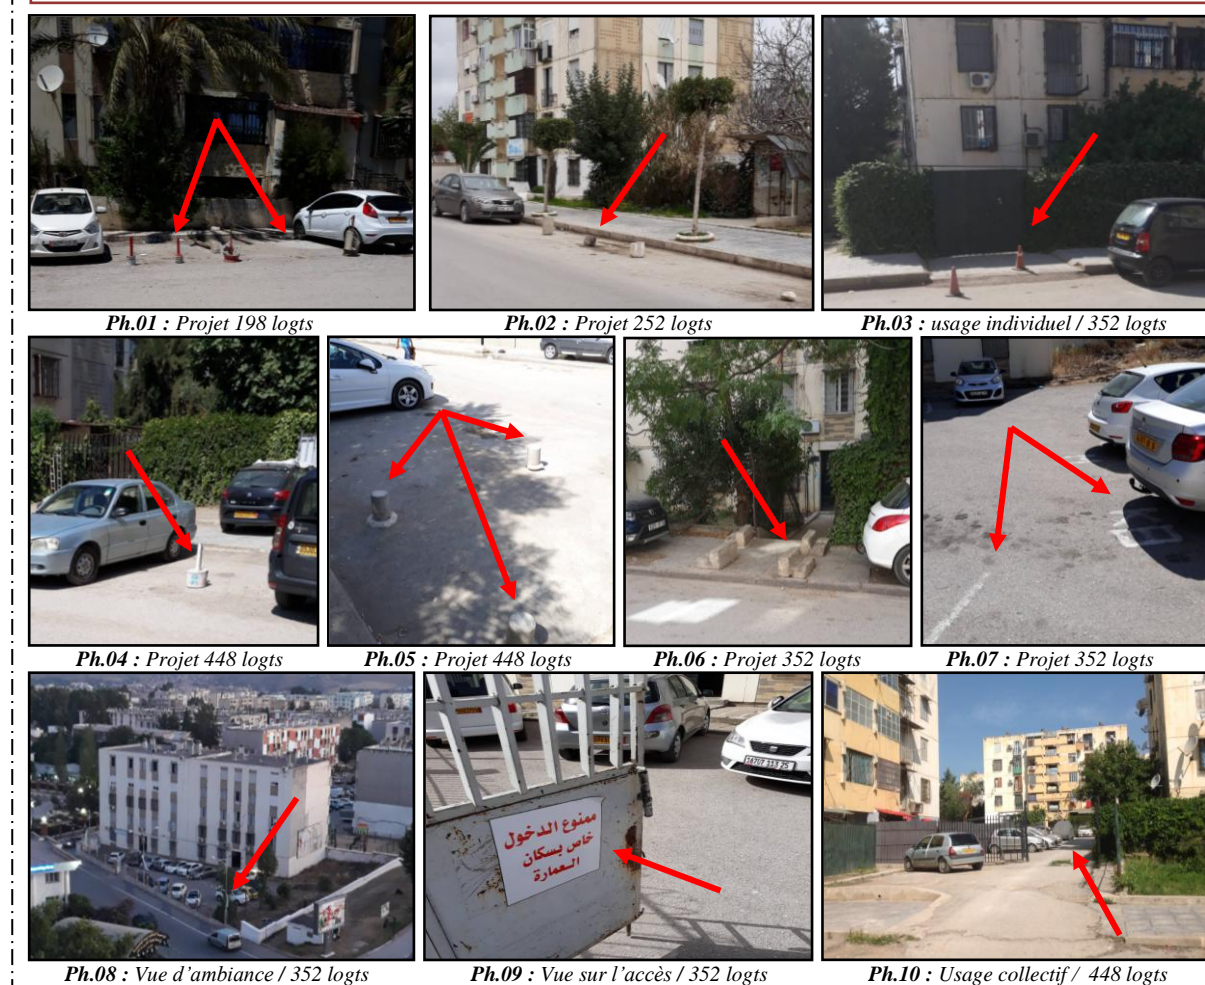 Ph.01 : Projet 198 logts
Ph.02 : Projet 252 logts
Ph.03 : usage individuel / 352 logts
Ph.04 : Projet 448 logts
Ph.05 : Projet 448 logts
Ph.06 : Projet 352 logts
Ph.07 : Projet 352 logts
ممنوع الدخول
خاص بسكان
العمارة
Ph.08 : Vue d’ambiance / 352 logts
Ph.09 : Vue sur l’accès / 352 logts
Ph.10 : Usage collectif / 448 logts